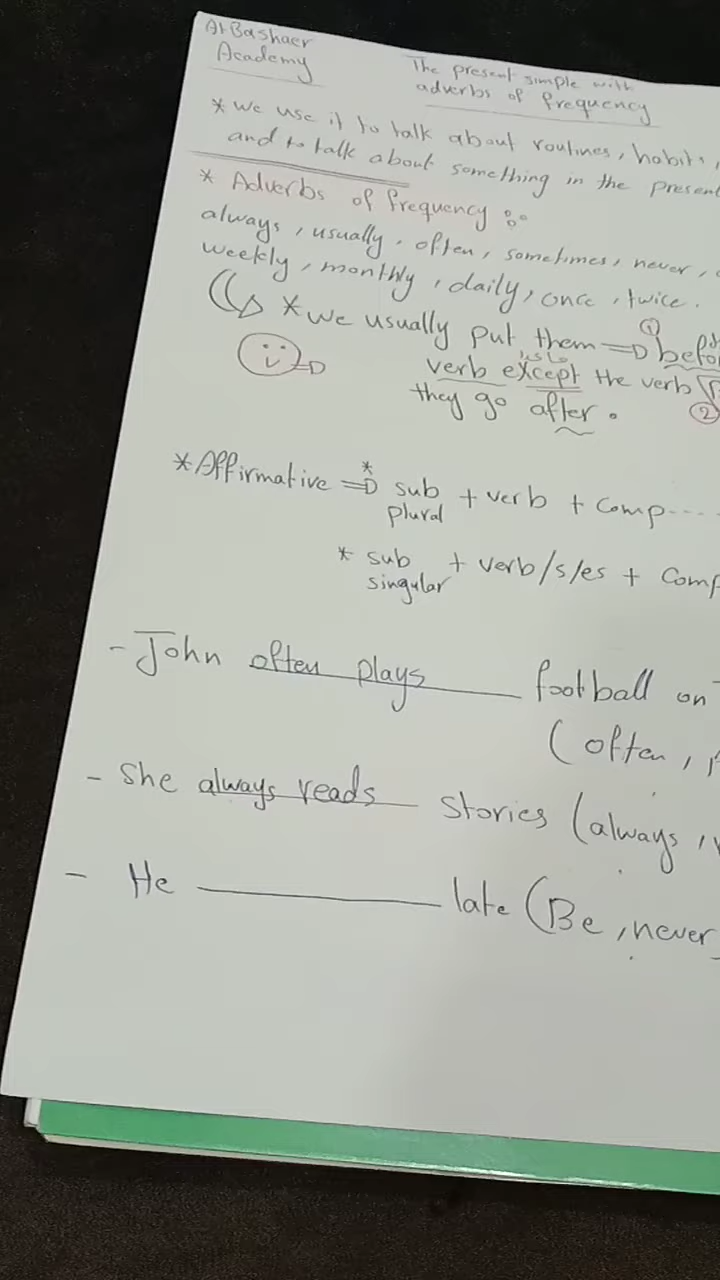 Al-Bashaer
Academy
The present simple with
adverbs of frequency
* We use it to talk about routines, habits,
and to talk about something in the present
* Adverbs of frequency :
always, usually, often, sometimes, never,
weekly, monthly, daily, once, twice.
* We usually put them ⇒ ①
ماعدا
verb except the verb
they go after. ②
* Affirmative ⇒ * sub + verb + comp....
plural
* sub + verb/s/es + Comp
singular
- John often plays football on
(often,
- She always reads stories (always,
- He ________ late (Be, never)